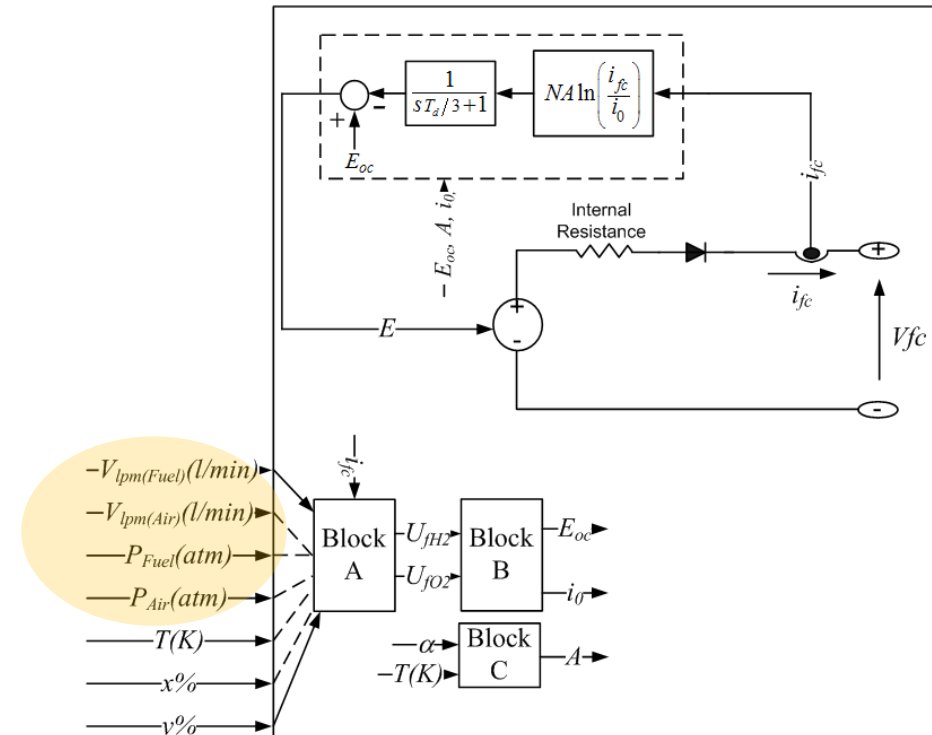 1
sT_d/3+1
NA ln(i_fc/i_0)
+
-
E_oc
- E_oc, A, i_0,
i_fc
Internal
Resistance
+
i_fc
+
-
E
Vfc
-
i_fc
-V_lpm(Fuel)(l/min)
-V_lpm(Air)(l/min)
P_Fuel(atm)
P_Air(atm)
T(K)
x%
y%
Block
A
U_fH2
U_fO2
Block
B
E_oc
i_0
α
-T(K)
Block
C
A